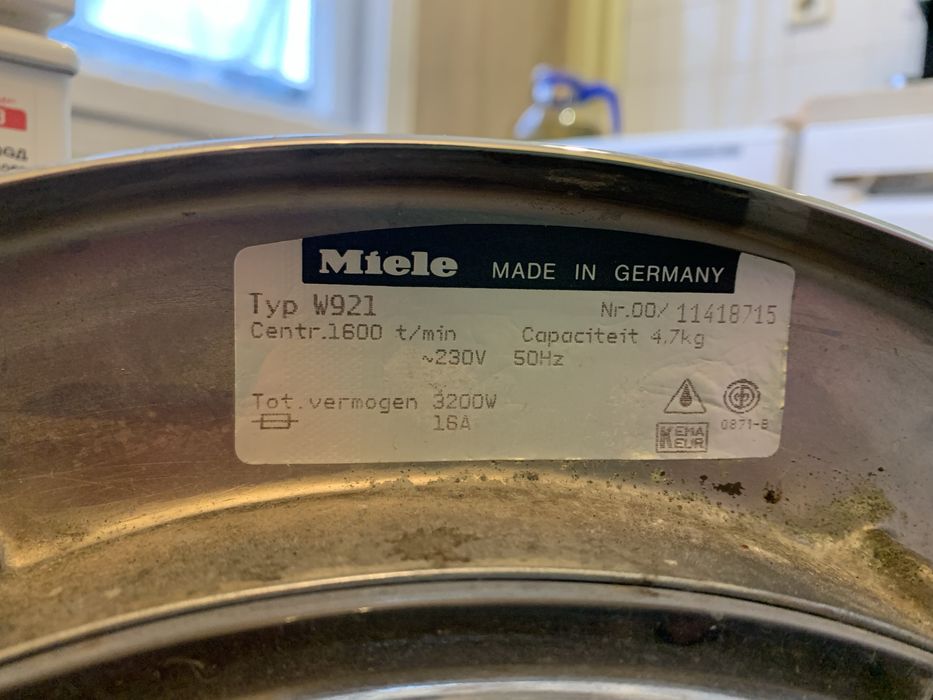 Miele MADE IN GERMANY
Typ W921 Nr.00/ 11418715
Centr.1600 t/min Capaciteit 4,7kg
~230V 50Hz
Tot.vermogen 3200W
16A
KEMA
KEUR
0871-B